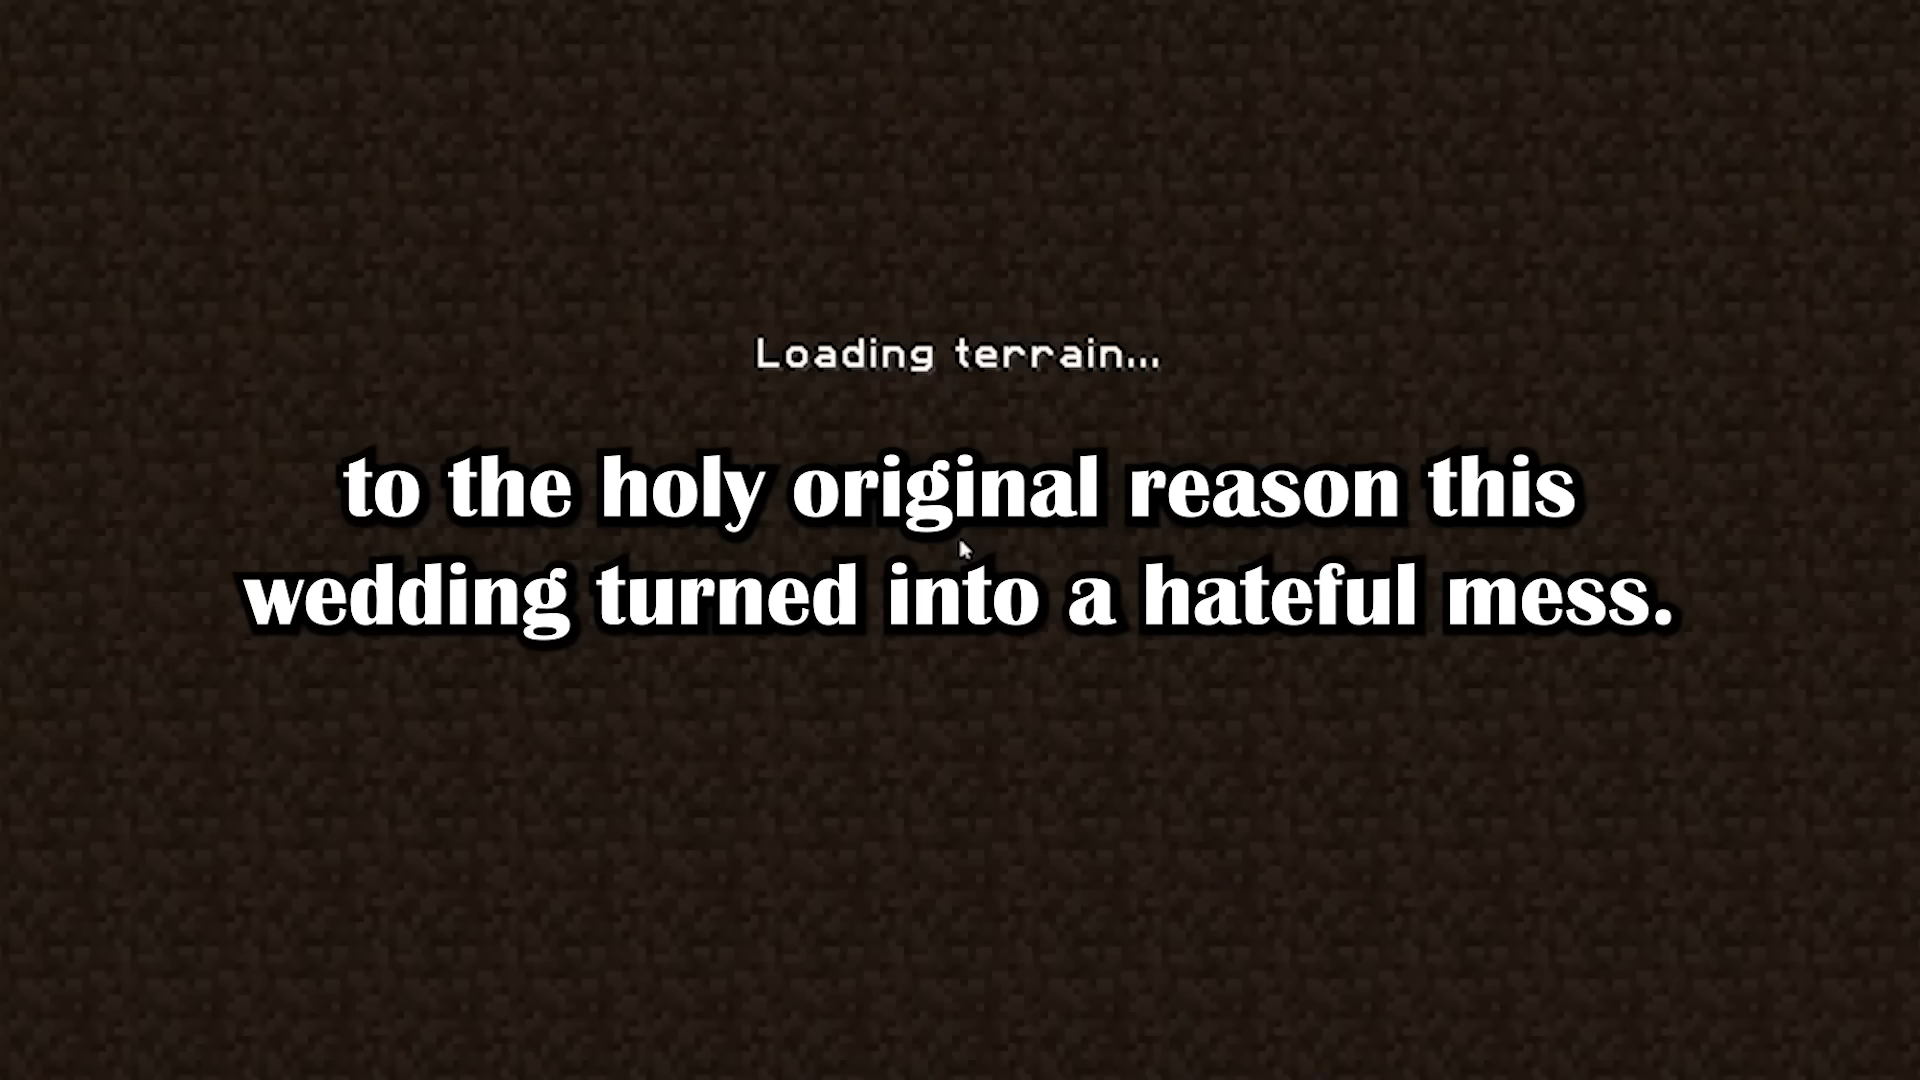 Loading terrain...
to the holy original reason this
wedding turned into a hateful mess.